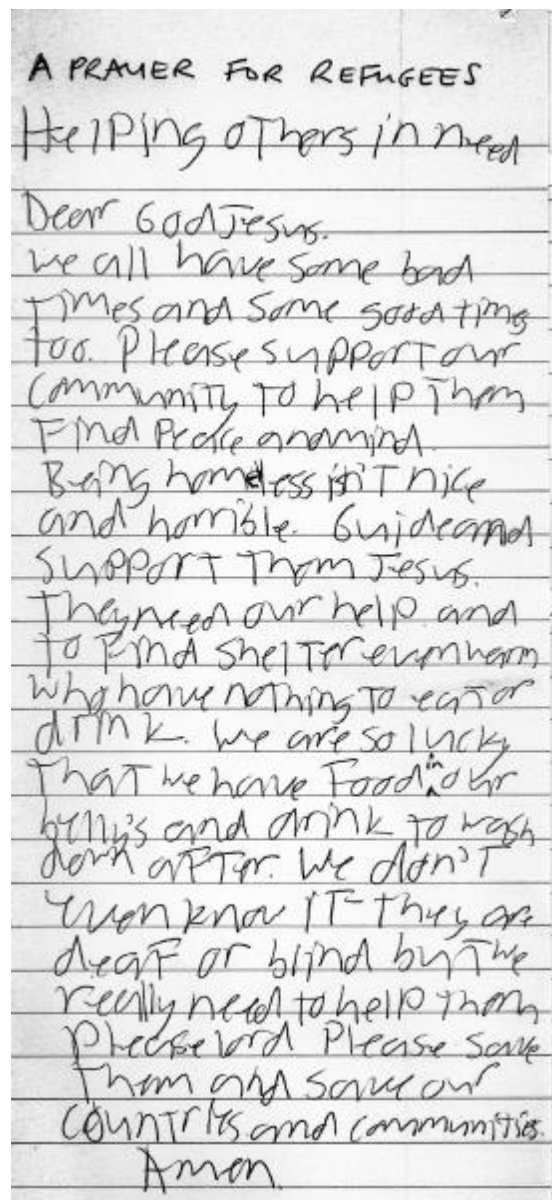 A PRAYER FOR REFUGEES
Helping others in need
Dear God Jesus.
we all have some bad
times and some good times
too. Please support our
community to help them
Find Peace and mind.
Being homeless isn't nice
and horrible. Guide and
support them Jesus.
They need our help and
to find shelter even
who have nothing to eat or
drink. We are so lucky
that we have Food in our
belly's and drink to wash
down after. We don't
even know if they are
deaf or blind but we
really need to help them
Please lord Please save
them and save our
countries and communities.
Amen.